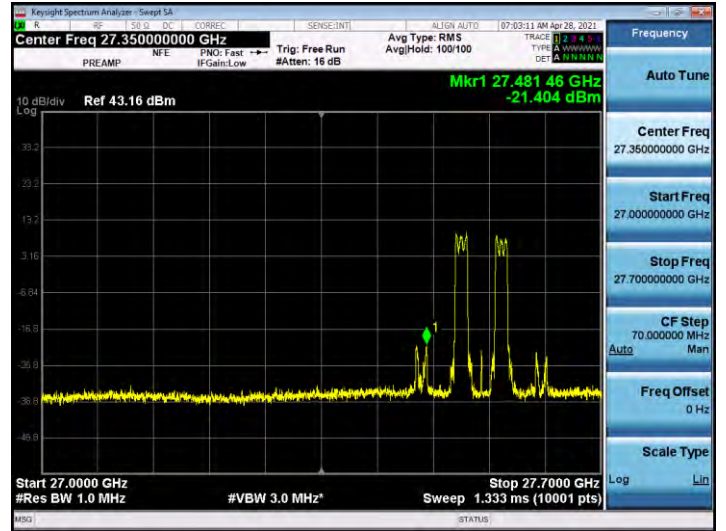 Keysight Spectrum Analyzer - Swept SA
R RF 50 Ω DC CORREC SENSE:INT ALIGN AUTO 07:03:11 AM Apr 28, 2021
Center Freq 27.350000000 GHz
NFE PNO: Fast Trig: Free Run Avg Type: RMS TRACE 1 2 3 4 5 6
PREAMP IFGain:Low #Atten: 16 dB Avg|Hold: 100/100 TYPE A WWWWW
DET A N N N N N
Mkr1 27.481 46 GHz
-21.404 dBm
10 dB/div Ref 43.16 dBm
Log
33.2
23.2
13.2
3.16
-6.84
-16.8
1
-26.8
-36.8
-46.8
Start 27.0000 GHz Stop 27.7000 GHz
#Res BW 1.0 MHz #VBW 3.0 MHz* Sweep 1.333 ms (10001 pts)
MSG STATUS
Frequency
Auto Tune
Center Freq
27.350000000 GHz
Start Freq
27.000000000 GHz
Stop Freq
27.700000000 GHz
CF Step
70.000000 MHz
Auto Man
Freq Offset
0 Hz
Scale Type
Log Lin